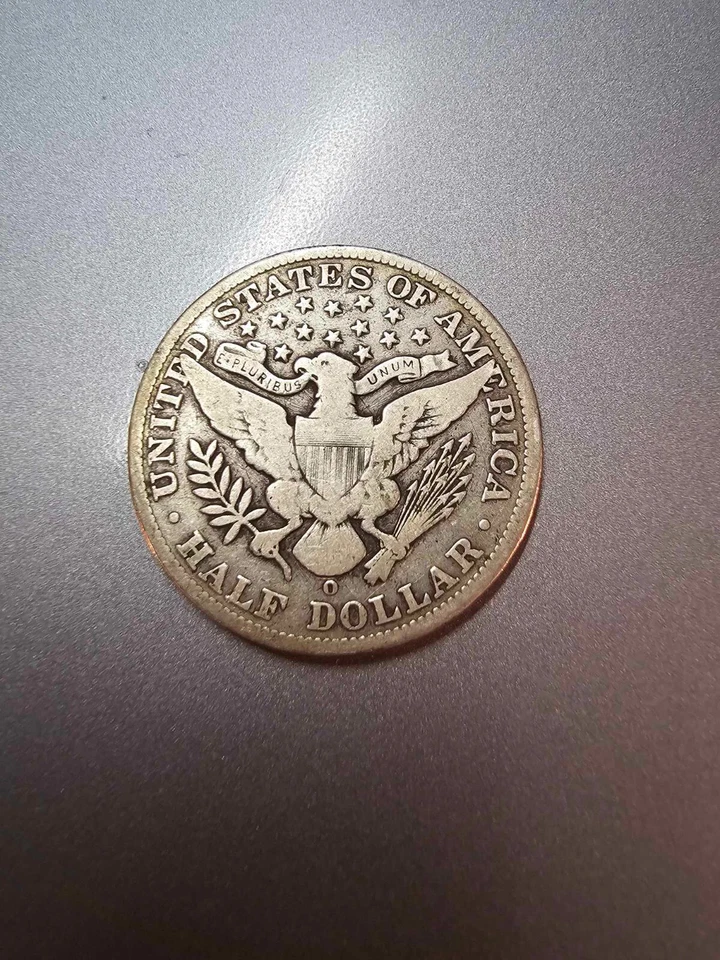 UNITED STATES OF AMERICA
E·PLURIBUS UNUM
O
· HALF DOLLAR ·